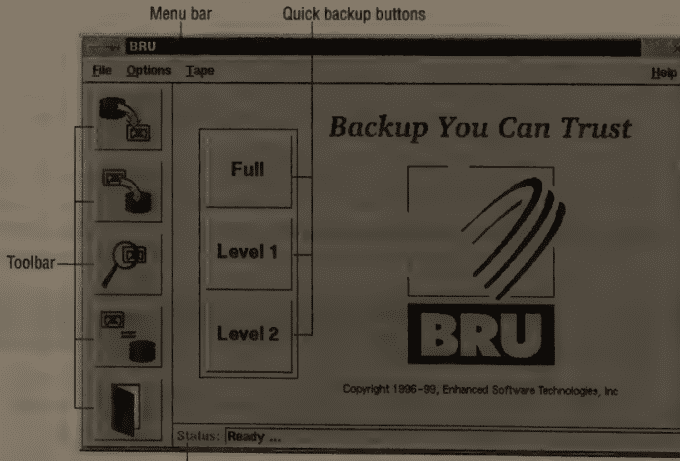 Menu bar
Quick backup buttons
BRU
File Options Tape Help
Backup You Can Trust
Full
Level 1
Toolbar
Level 2
BRU
Copyright 1996-99, Enhanced Software Technologies, Inc
Status: Ready ...